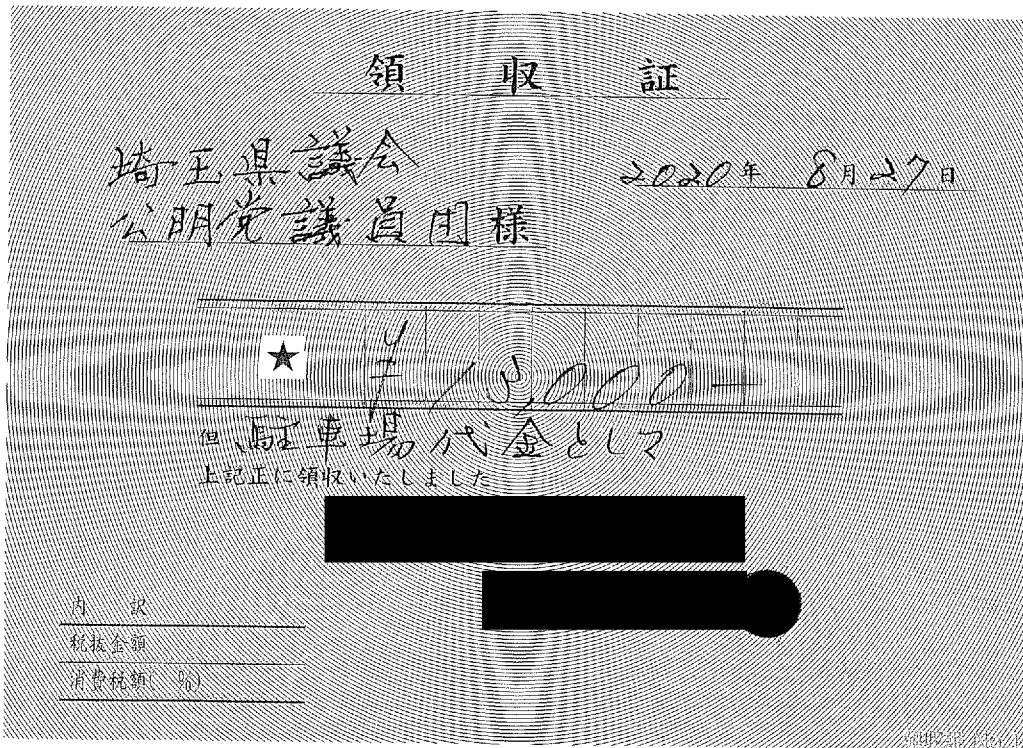 領収証
埼玉県議会
2020年 8月27日
公明党議員団様
★ ¥13,000-
但 駐車場代金として
上記正に領収いたしました
内訳
税抜金額
消費税額( %)